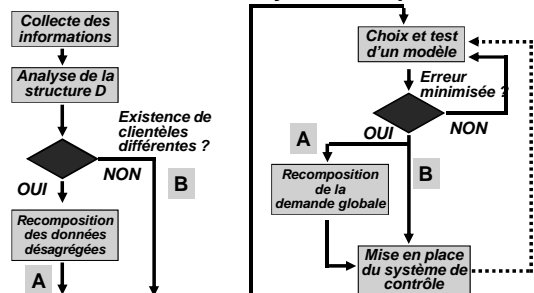 Collecte des
informations
Analyse de la
structure D
Existence de
clientèles
différentes ?
OUI
NON
B
Recomposition
des données
désagrégées
A
Choix et test
d'un modèle
Erreur
minimisée ?
OUI
NON
A
B
Recomposition
de la
demande globale
Mise en place
du système de
contrôle